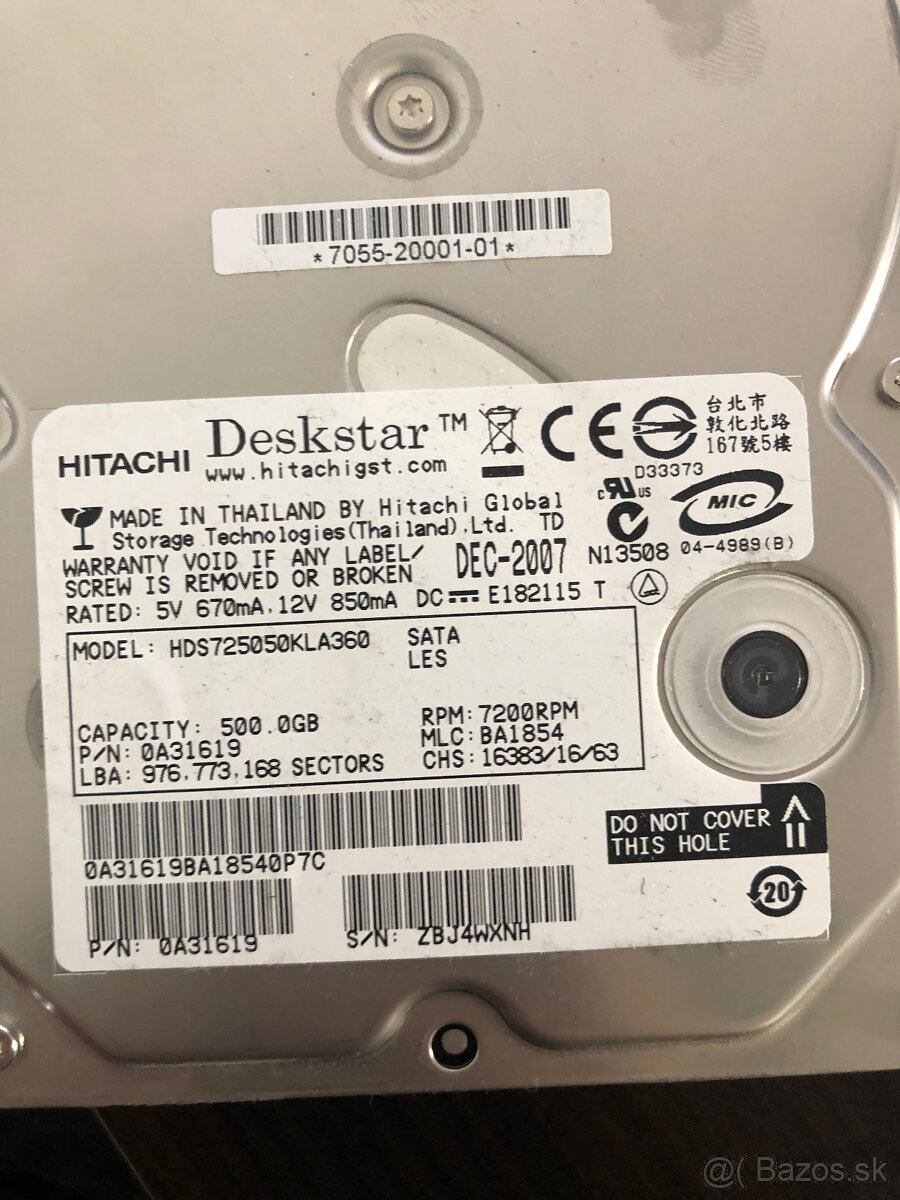 *7055-20001-01*
HITACHI Deskstar™
www.hitachigst.com
CE
台北市
敦化北路
167號5樓
D33373
MADE IN THAILAND BY Hitachi Global
Storage Technologies(Thailand),Ltd. TD
WARRANTY VOID IF ANY LABEL/
SCREW IS REMOVED OR BROKEN
DEC-2007
c RU US
N13508
MIC
04-4989(B)
RATED: 5V 670mA, 12V 850mA DC E182115 T
MODEL: HDS725050KLA360 SATA
LES
CAPACITY: 500.0GB RPM: 7200RPM
P/N: 0A31619 MLC: BA1854
LBA: 976,773,168 SECTORS CHS: 16383/16/63
0A31619BA18540P7C
P/N: 0A31619 S/N: ZBJ4WXNH
DO NOT COVER
THIS HOLE
20
@( Bazos.sk